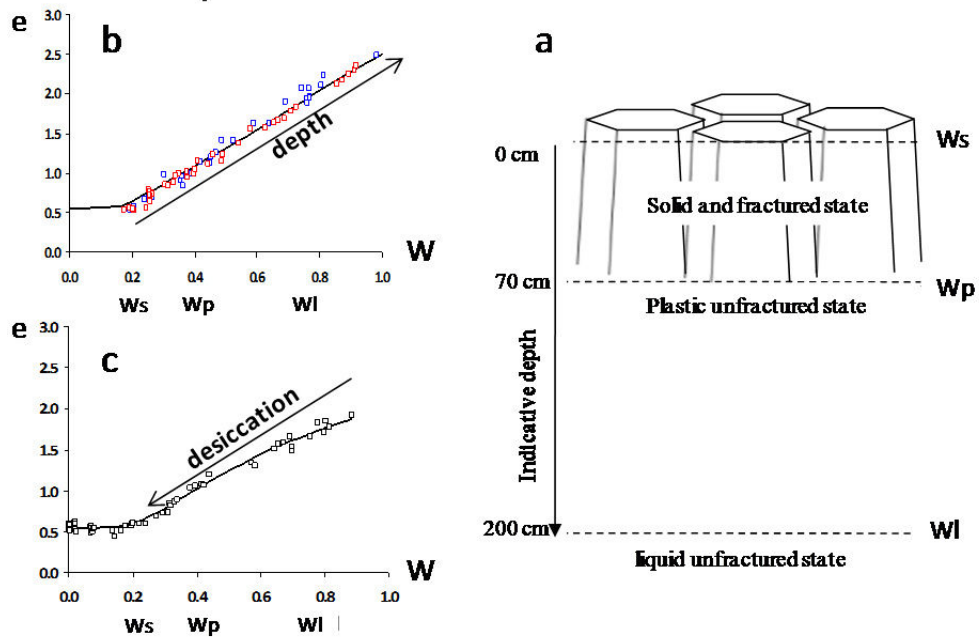 e
b
3.0
2.5
2.0
1.5
1.0
0.5
0.0
depth
W
0.0 0.2 0.4 0.6 0.8 1.0
Ws Wp Wl
e
c
3.0
2.5
2.0
1.5
1.0
0.5
0.0
desiccation
W
0.0 0.2 0.4 0.6 0.8 1.0
Ws Wp Wl
a
0 cm
Ws
Solid and fractured state
70 cm
Wp
Plastic unfractured state
Indicative depth
200 cm
Wl
liquid unfractured state